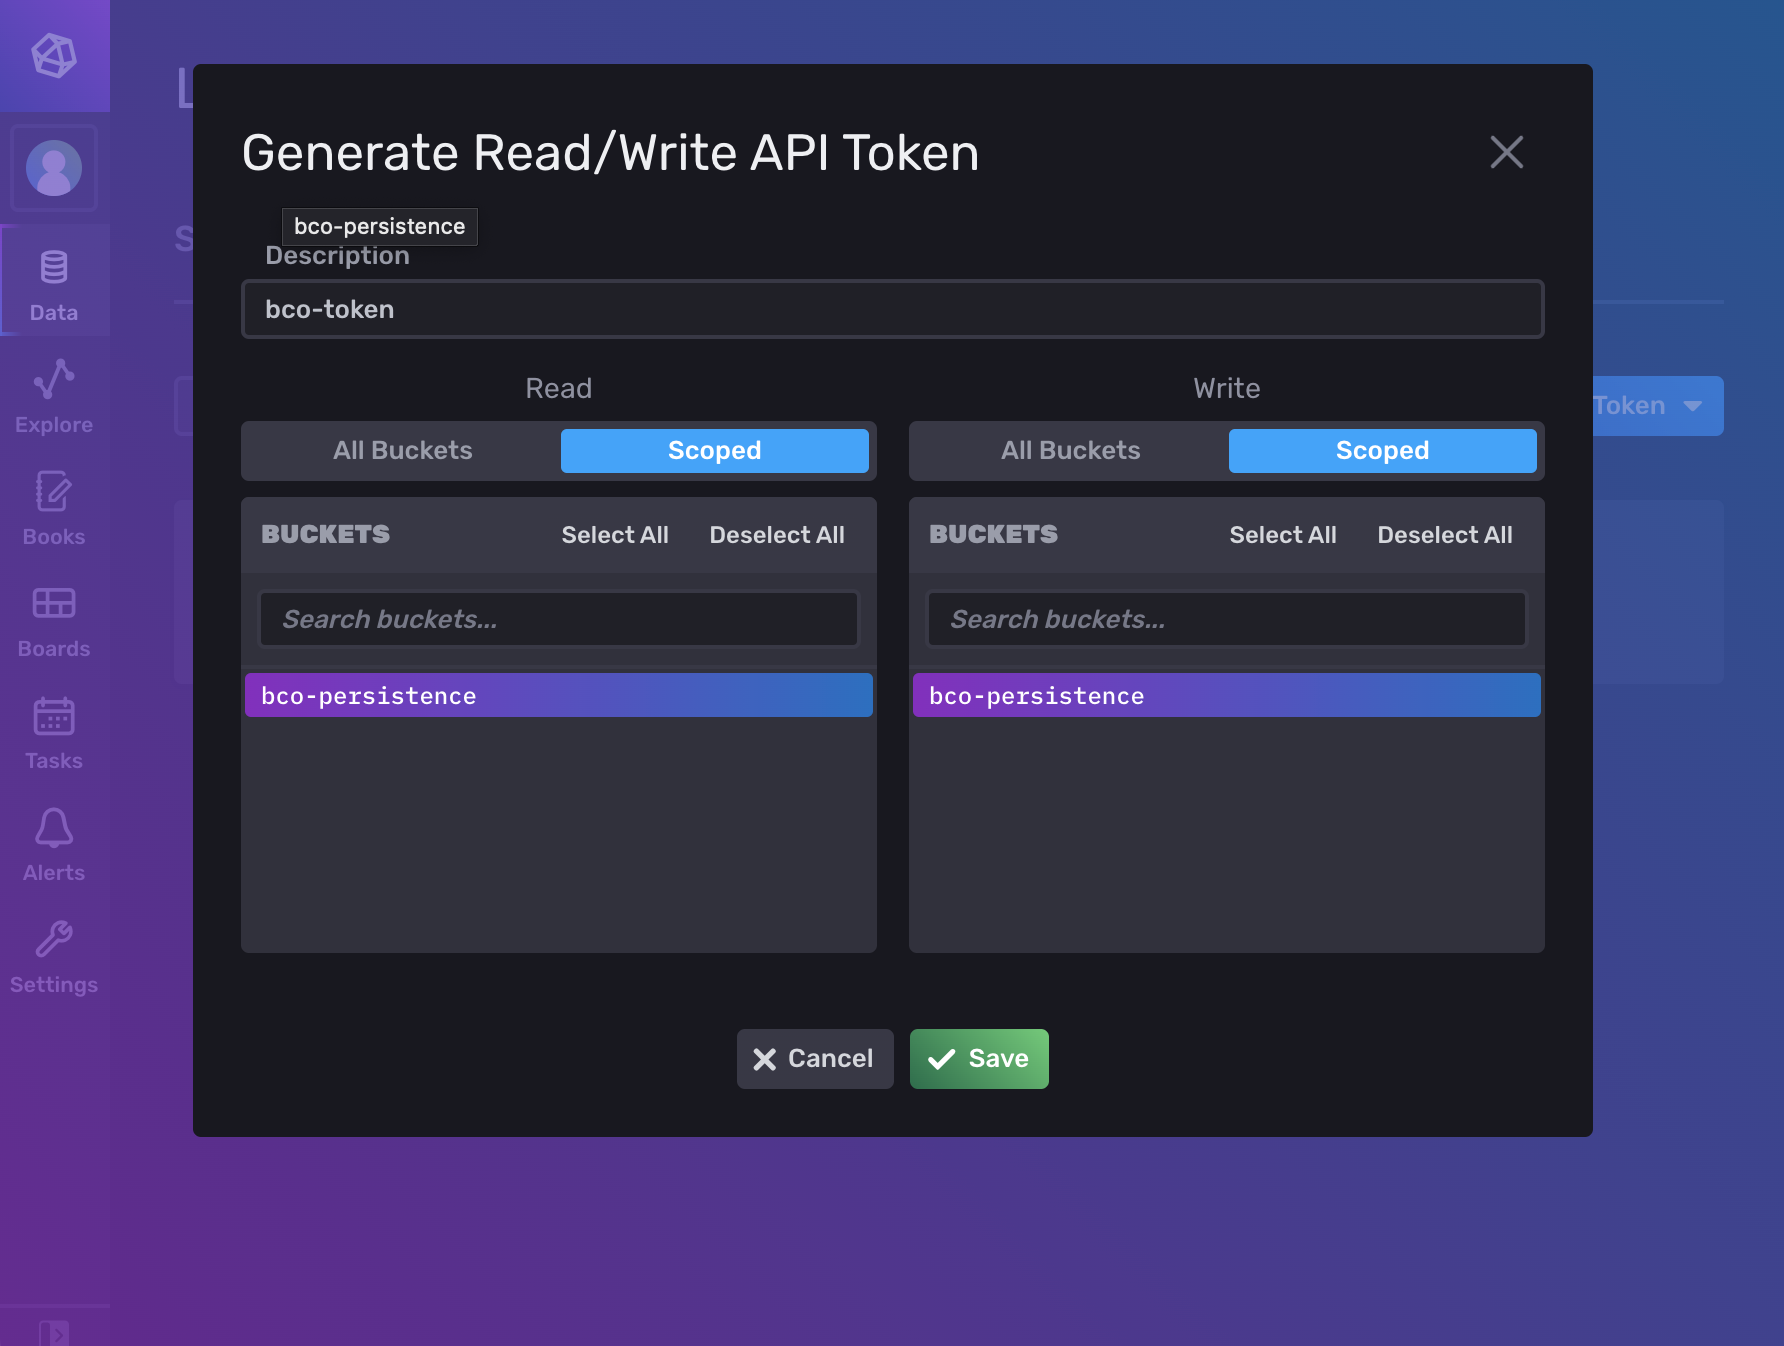 L
Generate Read/Write API Token
bco-persistence
Description
bco-token
S
Data
Read
Write
All Buckets
Scoped
All Buckets
Scoped
Token
Explore
BUCKETS
Select All
Deselect All
BUCKETS
Select All
Deselect All
Books
Search buckets...
Search buckets...
Boards
bco-persistence
bco-persistence
Tasks
Alerts
Settings
Cancel
Save